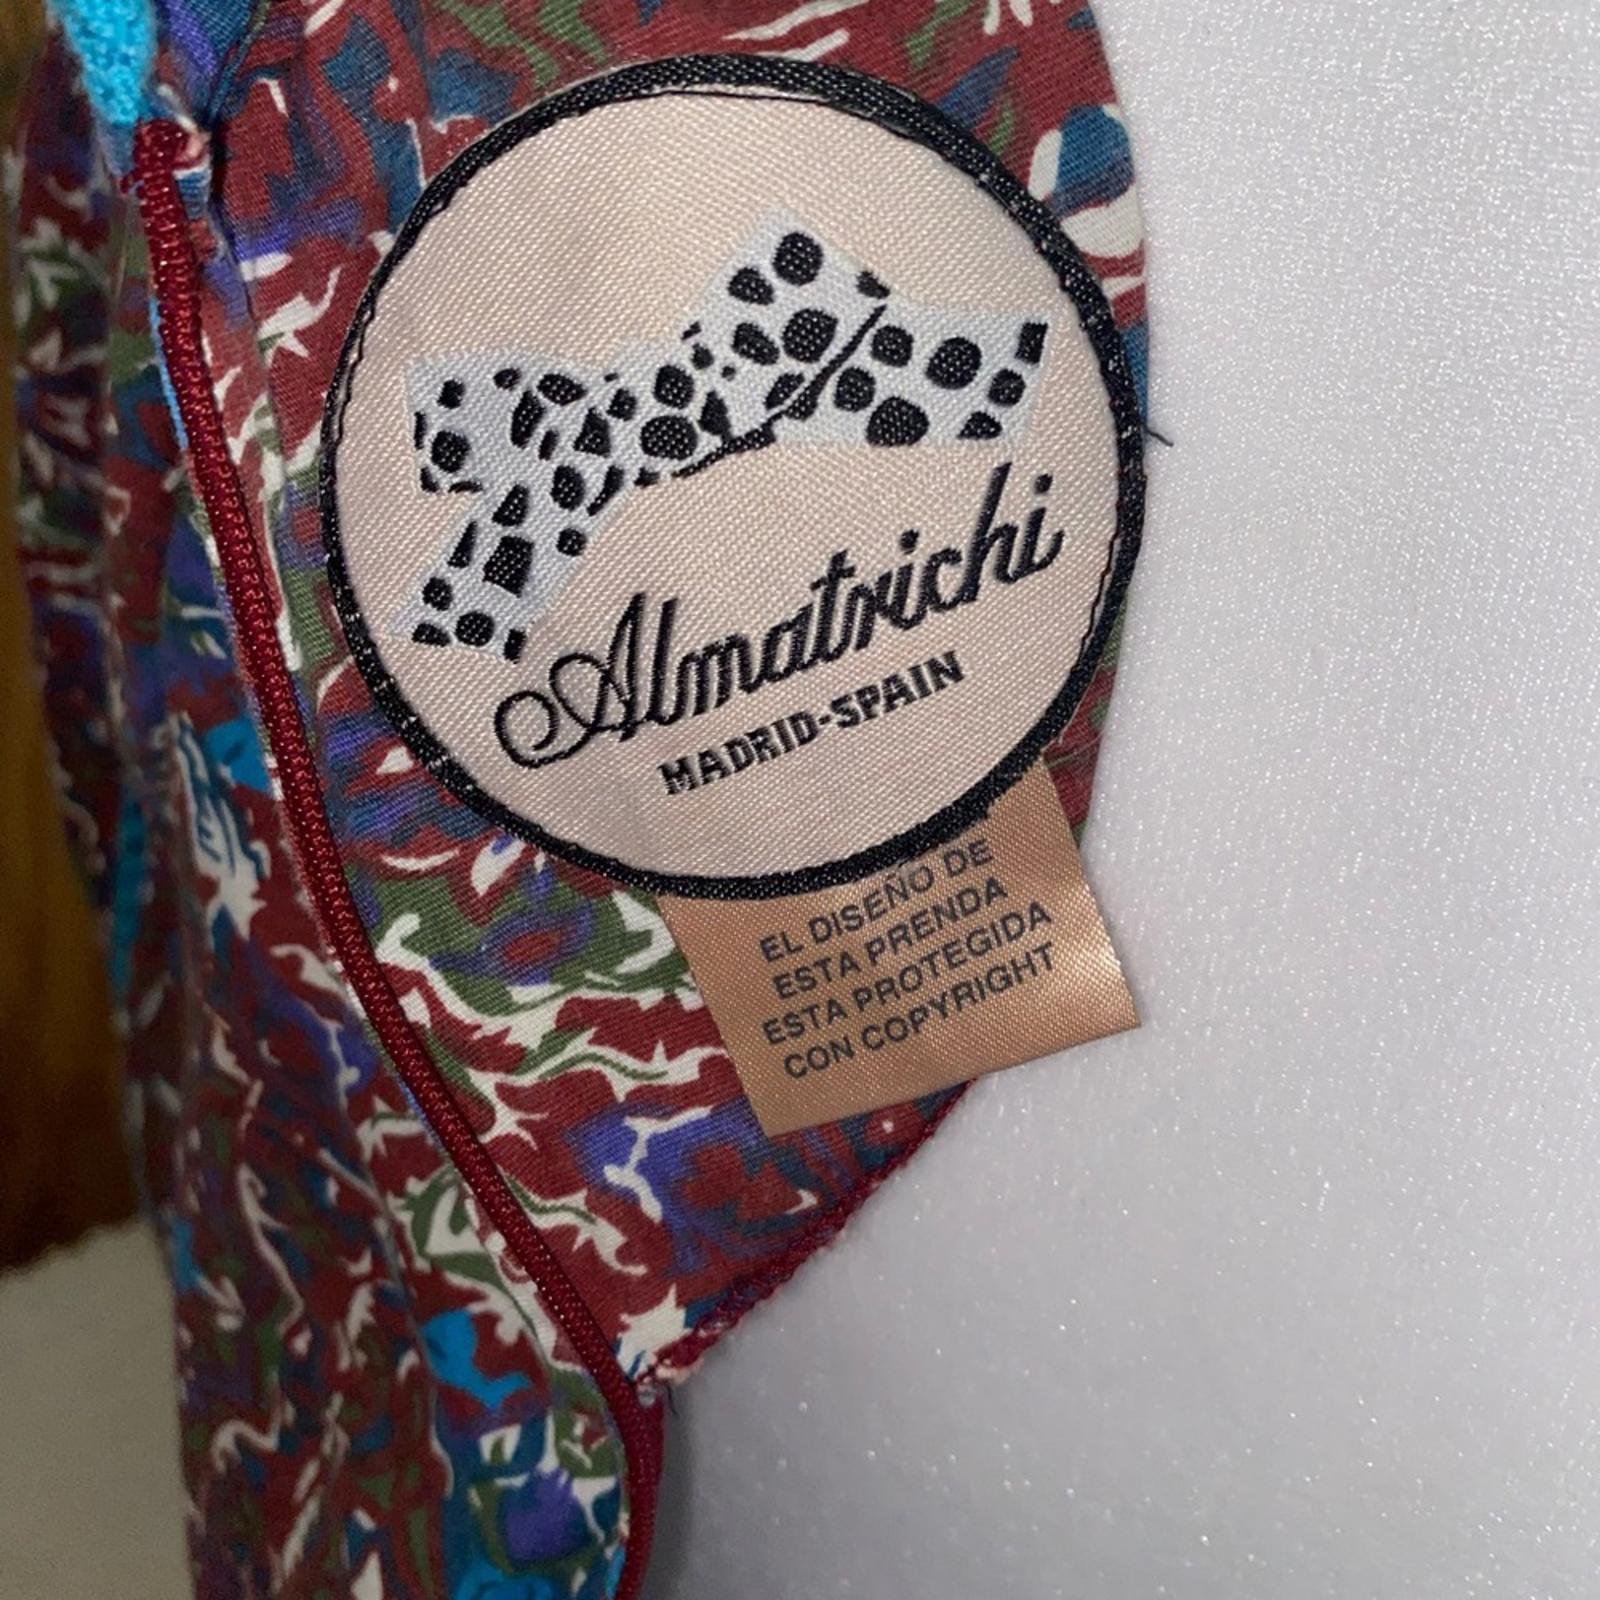 Almatrichi
MADRID-SPAIN
EL DISEÑO DE
ESTA PRENDA
ESTA PROTEGIDA
CON COPYRIGHT